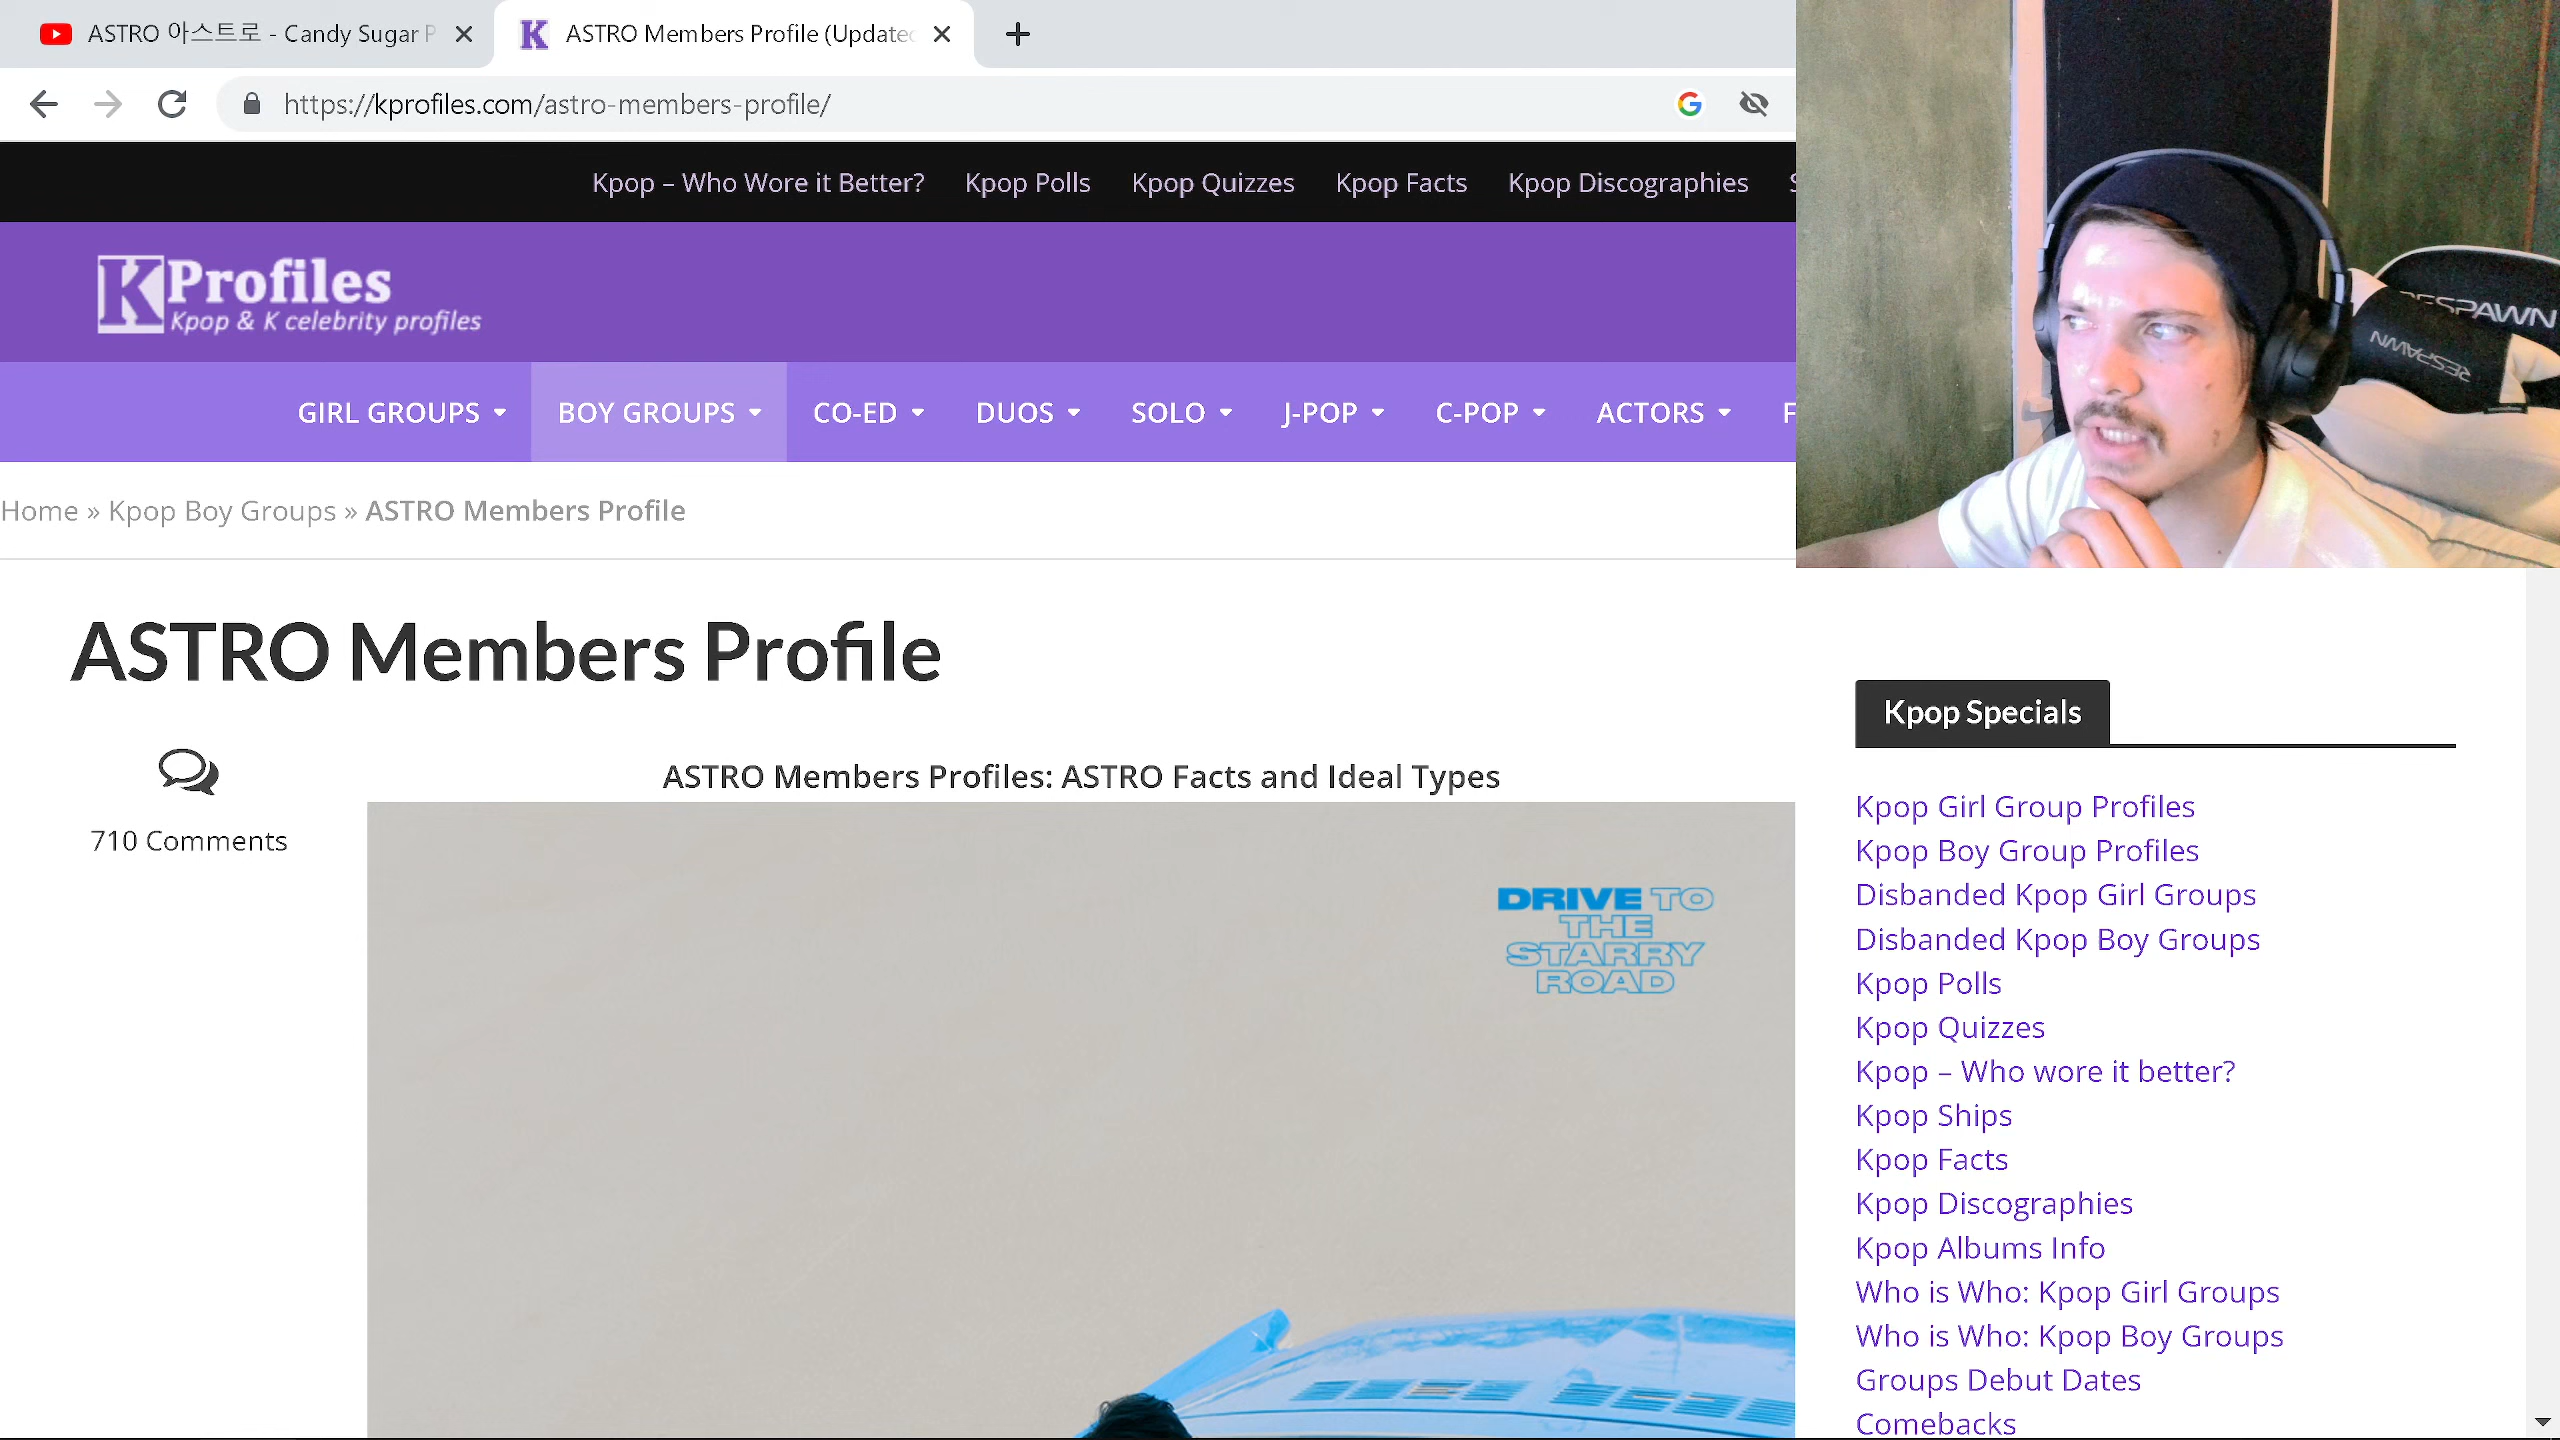 ASTRO 아스트로 - Candy Sugar P
ASTRO Members Profile (Updated
https://kprofiles.com/astro-members-profile/
Kpop – Who Wore it Better? Kpop Polls Kpop Quizzes Kpop Facts Kpop Discographies S
KProfiles
Kpop & K celebrity profiles
GIRL GROUPS BOY GROUPS CO-ED DUOS SOLO J-POP C-POP ACTORS F
RESPAWN
RESPAWN
Home » Kpop Boy Groups » ASTRO Members Profile
ASTRO Members Profile
710 Comments
ASTRO Members Profiles: ASTRO Facts and Ideal Types
DRIVE TO
THE
STARRY
ROAD
Kpop Specials
Kpop Girl Group Profiles
Kpop Boy Group Profiles
Disbanded Kpop Girl Groups
Disbanded Kpop Boy Groups
Kpop Polls
Kpop Quizzes
Kpop – Who wore it better?
Kpop Ships
Kpop Facts
Kpop Discographies
Kpop Albums Info
Who is Who: Kpop Girl Groups
Who is Who: Kpop Boy Groups
Groups Debut Dates
Comebacks